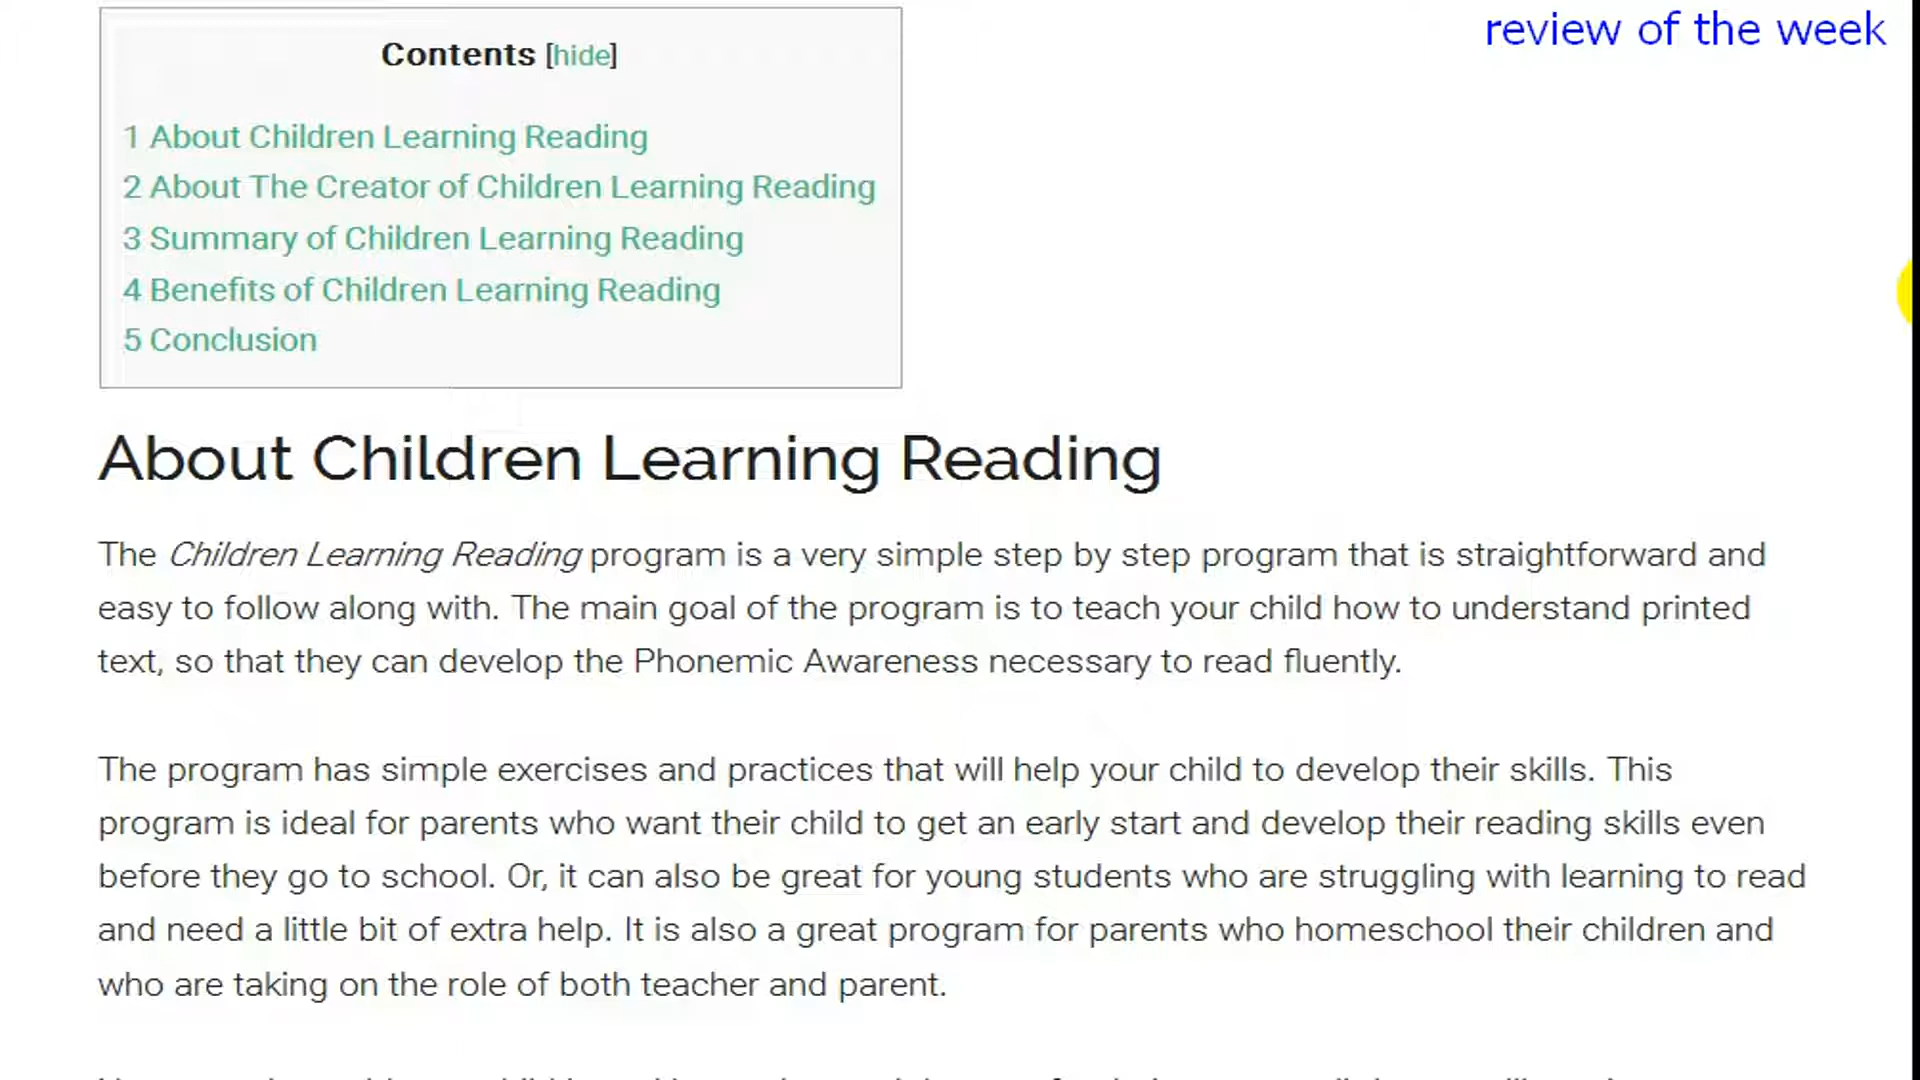 review of the week
Contents [hide]
1 About Children Learning Reading
2 About The Creator of Children Learning Reading
3 Summary of Children Learning Reading
4 Benefits of Children Learning Reading
5 Conclusion
About Children Learning Reading
The Children Learning Reading program is a very simple step by step program that is straightforward and
easy to follow along with. The main goal of the program is to teach your child how to understand printed
text, so that they can develop the Phonemic Awareness necessary to read fluently.
The program has simple exercises and practices that will help your child to develop their skills. This
program is ideal for parents who want their child to get an early start and develop their reading skills even
before they go to school. Or, it can also be great for young students who are struggling with learning to read
and need a little bit of extra help. It is also a great program for parents who homeschool their children and
who are taking on the role of both teacher and parent.